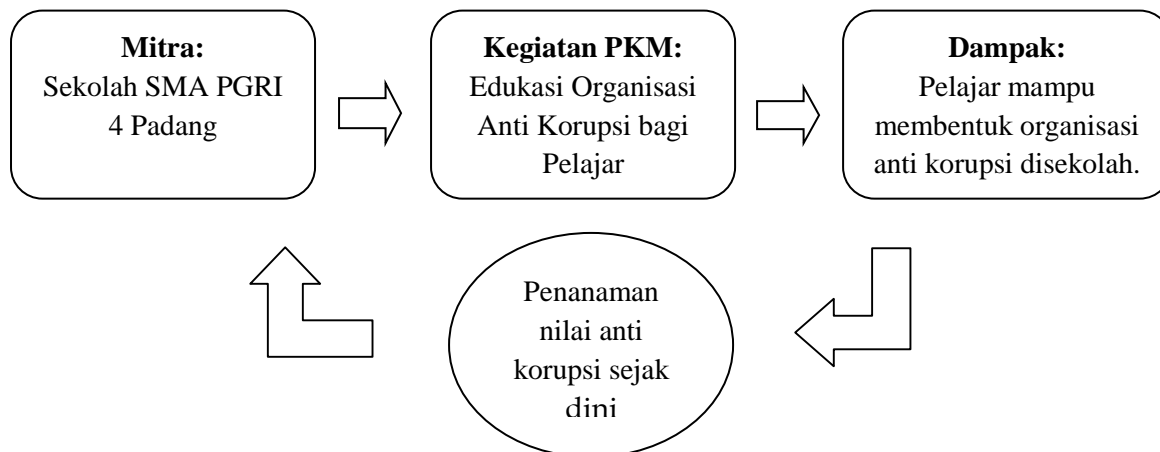 Mitra:
Sekolah SMA PGRI
4 Padang
Kegiatan PKM:
Edukasi Organisasi
Anti Korupsi bagi
Pelajar
Dampak:
Pelajar mampu
membentuk organisasi
anti korupsi disekolah.
Penanaman
nilai anti
korupsi sejak
dini